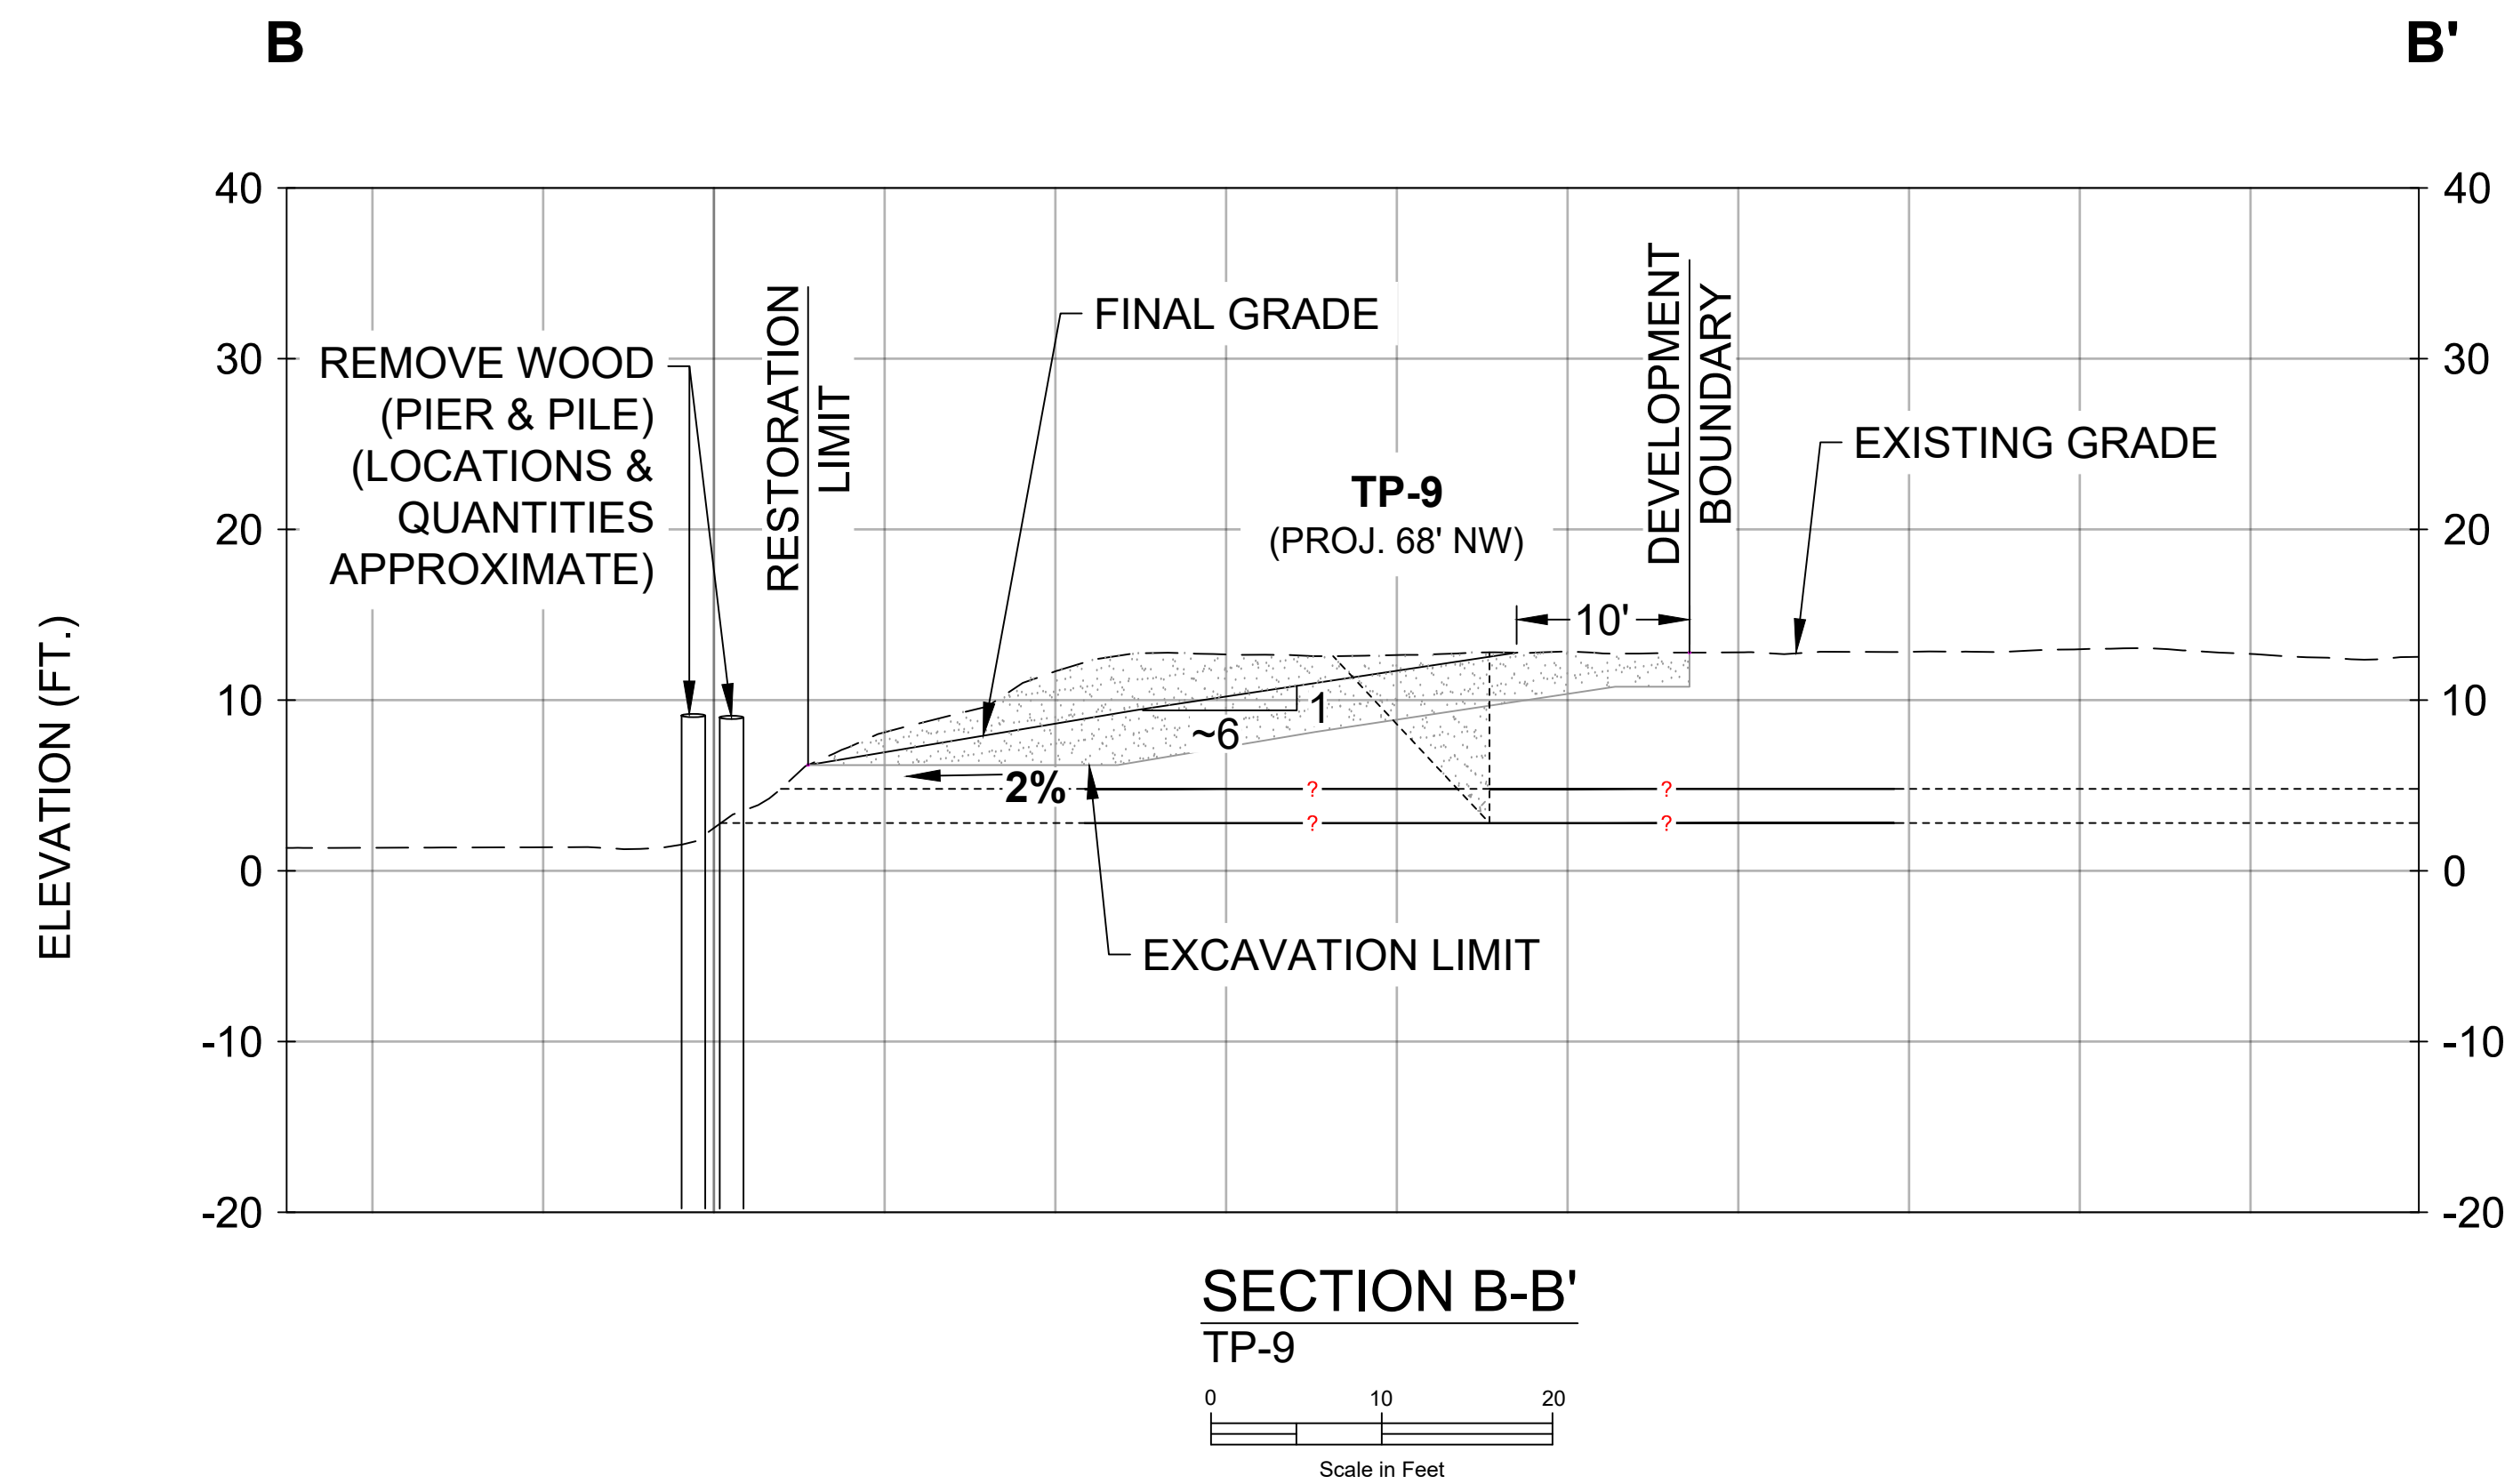 B
B'
40
40
30
30
20
20
10
10
0
0
-10
-10
-20
-20
ELEVATION (FT.)
REMOVE WOOD
(PIER & PILE)
(LOCATIONS &
QUANTITIES
APPROXIMATE)
RESTORATION
LIMIT
FINAL GRADE
TP-9
(PROJ. 68' NW)
DEVELOPMENT
BOUNDARY
EXISTING GRADE
10'
1
~6
2%
?
?
?
?
EXCAVATION LIMIT
SECTION B-B'
TP-9
0
10
20
Scale in Feet